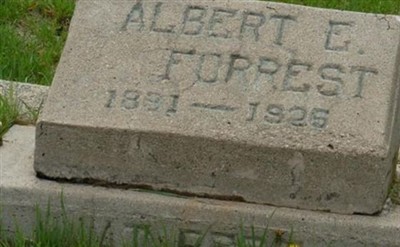 ALBERT E.
FORREST
1891 — 1926